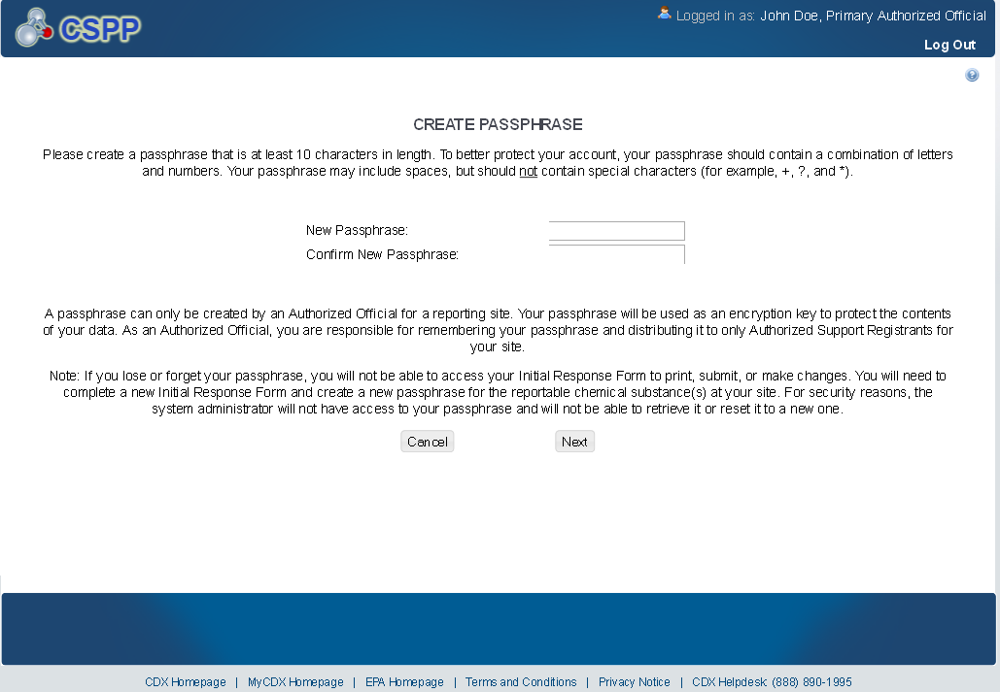 CSPP
Logged in as: John Doe, Primary Authorized Official
Log Out
CREATE PASSPHRASE
Please create a passphrase that is at least 10 characters in length. To better protect your account, your passphrase should contain a combination of letters
and numbers. Your passphrase may include spaces, but should not contain special characters (for example, +, ?, and *).
New Passphrase:
Confirm New Passphrase:
A passphrase can only be created by an Authorized Official for a reporting site. Your passphrase will be used as an encryption key to protect the contents
of your data. As an Authorized Official, you are responsible for remembering your passphrase and distributing it to only Authorized Support Registrants for
your site.
Note: If you lose or forget your passphrase, you will not be able to access your Initial Response Form to print, submit, or make changes. You will need to
complete a new Initial Response Form and create a new passphrase for the reportable chemical substance(s) at your site. For security reasons, the
system administrator will not have access to your passphrase and will not be able to retrieve it or reset it to a new one.
Cancel Next
CDX Homepage | MyCDX Homepage | EPA Homepage | Terms and Conditions | Privacy Notice | CDX Helpdesk: (888) 890-1995